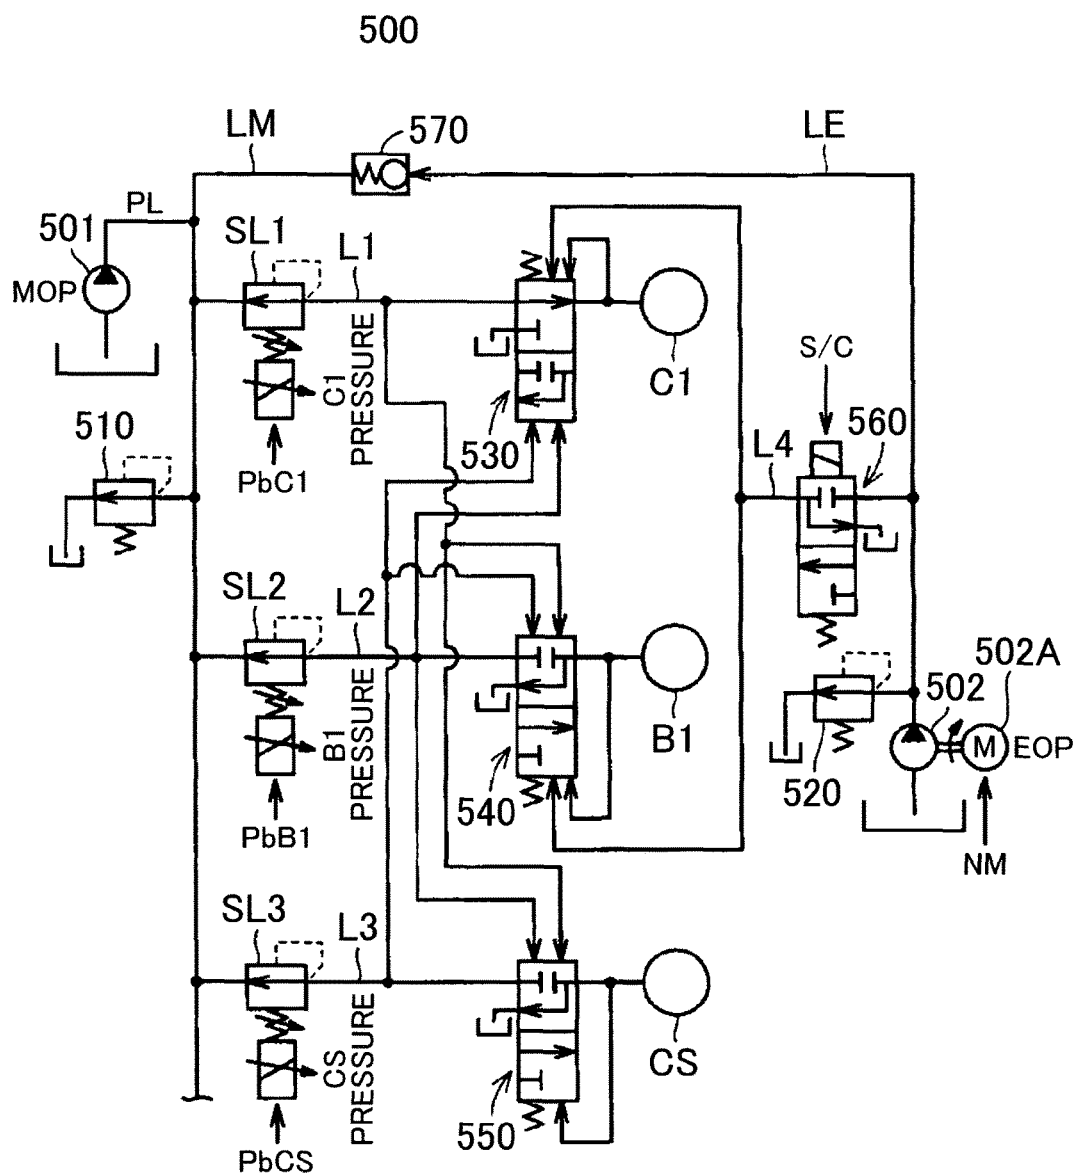 500
LM
570
LE
PL
501
MOP
SL1
L1
C1 PRESSURE
PbC1
530
C1
S/C
560
L4
510
SL2
L2
B1 PRESSURE
PbB1
540
B1
502A
502
M
EOP
520
NM
SL3
L3
CS PRESSURE
PbCS
550
CS